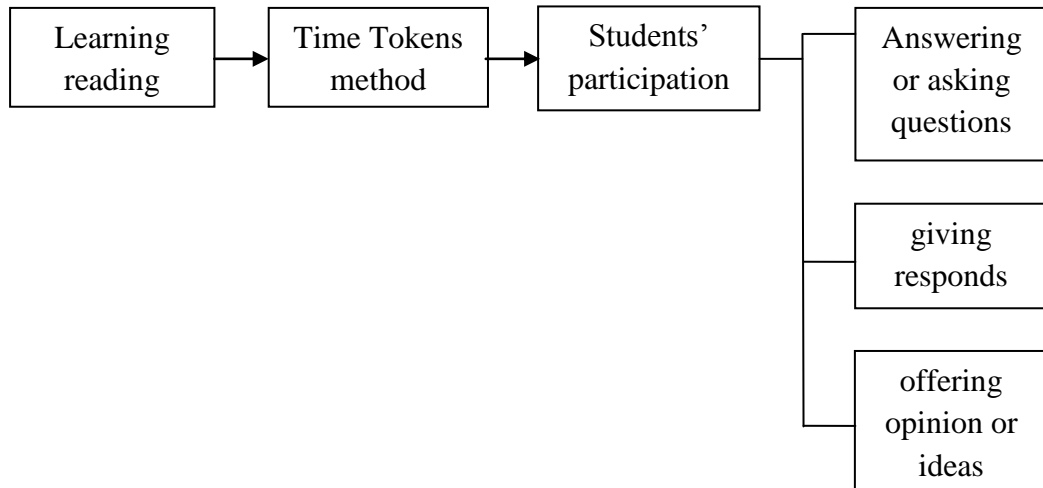 Learning
reading
Time Tokens
method
Students’
participation
Answering
or asking
questions
giving
responds
offering
opinion or
ideas